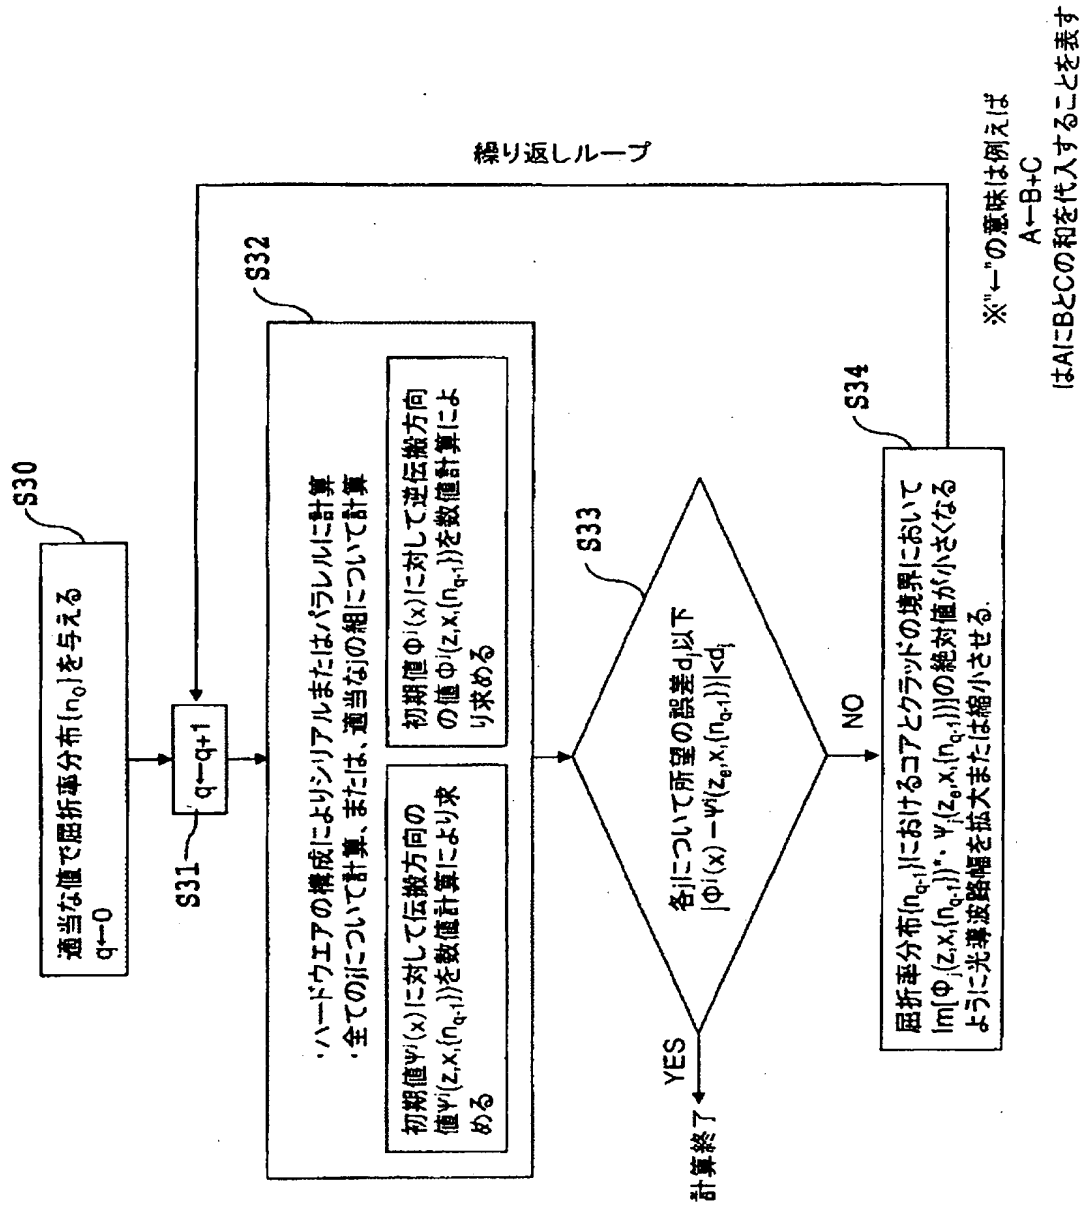 S30
適当な値で屈折率分布{n₀}を与える
q←0
S31
q←q+1
繰り返しループ
S32
・ハードウエアの構成によりシリアルまたはパラレルに計算
・全てのjについて計算、または、適当なjの組について計算
初期値Ψʲ(x)に対して伝搬方向の
値Ψʲ(z,x,{n_{q-1}})を数値計算により求
める
初期値Φʲ(x)に対して逆伝搬方向
の値Φʲ(z,x,{n_{q-1}})を数値計算によ
り求める
S33
各jについて所望の誤差dⱼ以下
|Φʲ(x)−Ψʲ(zₑ,x,{n_{q-1}})|<dⱼ
YES
計算終了
NO
S34
屈折率分布{n_{q-1}}におけるコアとクラッドの境界において
Im[Φⱼ(z,x,{n_{q-1}})*・Ψⱼ(zₑ,x,{n_{q-1}})]の絶対値が小さくなる
ように光導波路幅を拡大または縮小させる.
※"←"の意味は例えば
A←B+C
はAにBとCの和を代入することを表す